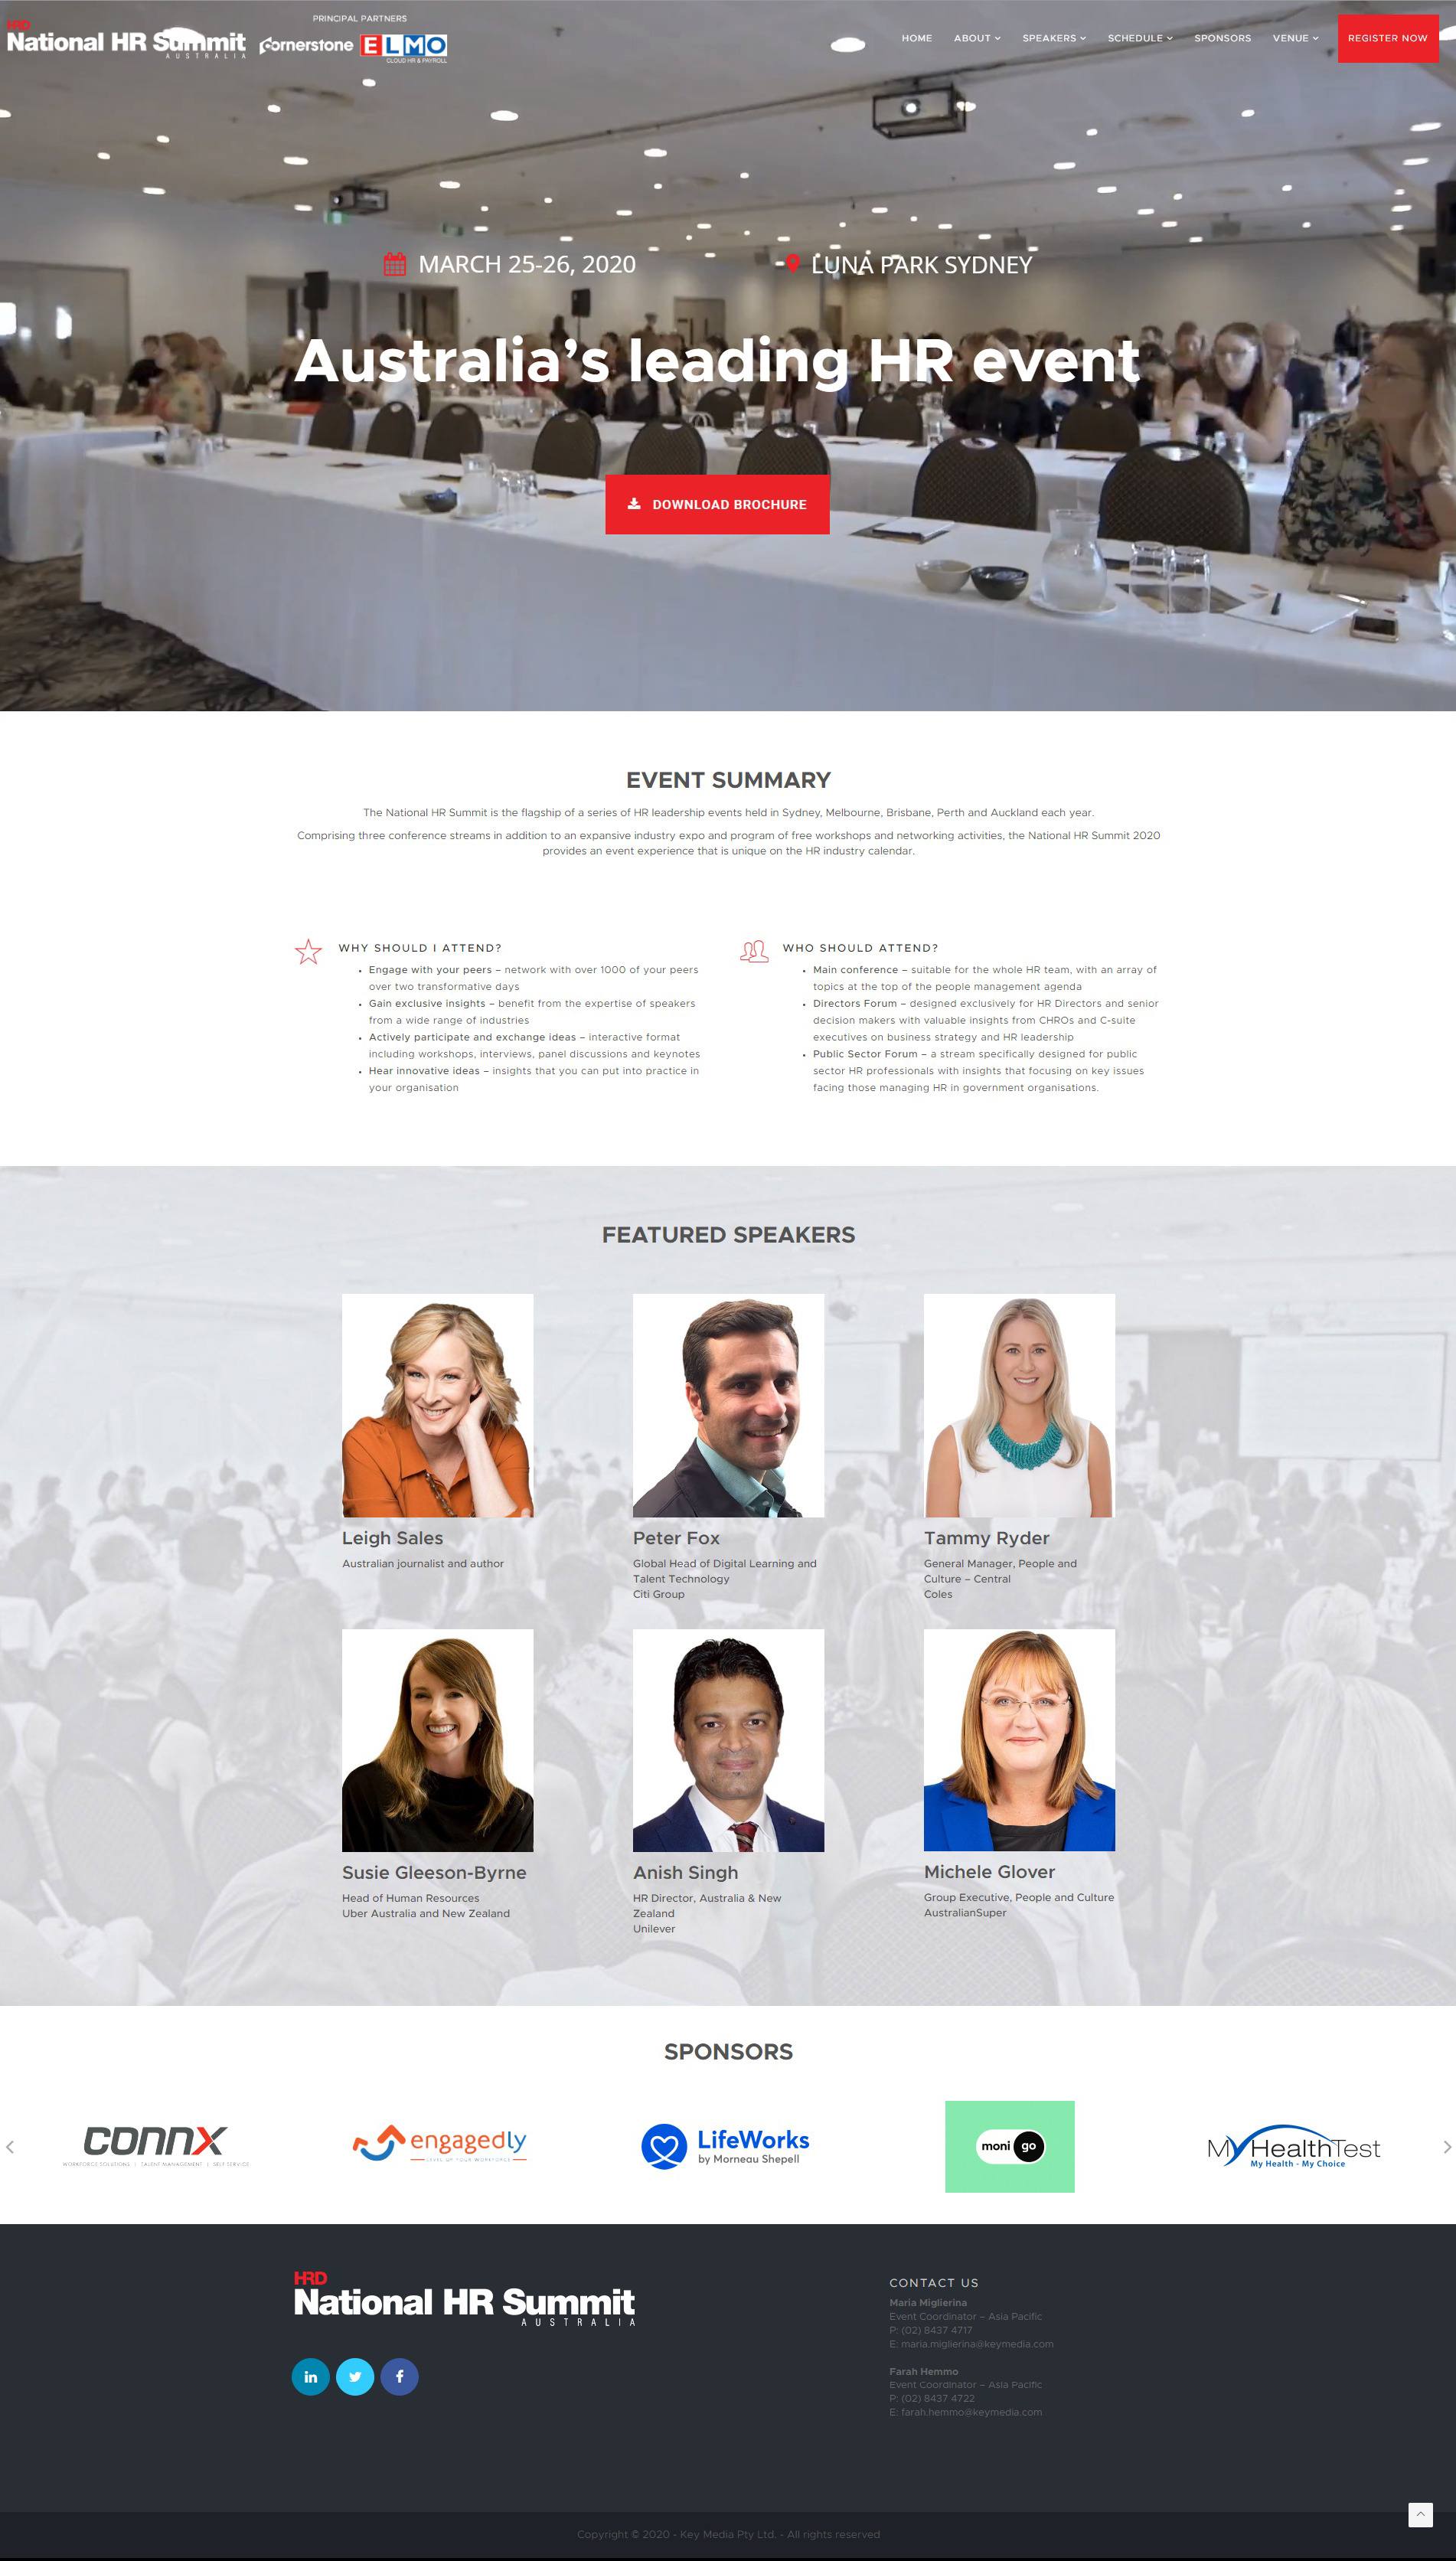 PRINCIPAL PARTNERS
HRD
National HR Summit
AUSTRALIA
Cornerstone
ELMO
CLOUD HR & PAYROLL
HOME
ABOUT
SPEAKERS
SCHEDULE
SPONSORS
VENUE
REGISTER NOW
MARCH 25-26, 2020
LUNA PARK SYDNEY
Australia's leading HR event
DOWNLOAD BROCHURE
EVENT SUMMARY
The National HR Summit is the flagship of a series of HR leadership events held in Sydney, Melbourne, Brisbane, Perth and Auckland each year.
Comprising three conference streams in addition to an expansive industry expo and program of free workshops and networking activities, the National HR Summit 2020
provides an event experience that is unique on the HR industry calendar.
WHY SHOULD I ATTEND?
• Engage with your peers – network with over 1000 of your peers
over two transformative days
• Gain exclusive insights – benefit from the expertise of speakers
from a wide range of industries
• Actively participate and exchange ideas – interactive format
including workshops, interviews, panel discussions and keynotes
• Hear innovative ideas – insights that you can put into practice in
your organisation
WHO SHOULD ATTEND?
• Main conference – suitable for the whole HR team, with an array of
topics at the top of the people management agenda
• Directors Forum – designed exclusively for HR Directors and senior
decision makers with valuable insights from CHROs and C-suite
executives on business strategy and HR leadership
• Public Sector Forum – a stream specifically designed for public
sector HR professionals with insights that focusing on key issues
facing those managing HR in government organisations.
FEATURED SPEAKERS
Leigh Sales
Australian journalist and author
Peter Fox
Global Head of Digital Learning and
Talent Technology
Citi Group
Tammy Ryder
General Manager, People and
Culture – Central
Coles
Susie Gleeson-Byrne
Head of Human Resources
Uber Australia and New Zealand
Anish Singh
HR Director, Australia & New
Zealand
Unilever
Michele Glover
Group Executive, People and Culture
AustralianSuper
SPONSORS
connx
WORKFORCE SOLUTIONS | TALENT MANAGEMENT | SELF SERVICE
engagedly
LEVEL UP YOUR WORKFORCE
LifeWorks
by Morneau Shepell
moni go
MyHealthTest
My Health - My Choice
HRD
National HR Summit
AUSTRALIA
in
f
CONTACT US
Maria Miglierina
Event Coordinator – Asia Pacific
P: (02) 8437 4717
E: maria.miglierina@keymedia.com
Farah Hemmo
Event Coordinator – Asia Pacific
P: (02) 8437 4722
E: farah.hemmo@keymedia.com
Copyright © 2020 - Key Media Pty Ltd. - All rights reserved